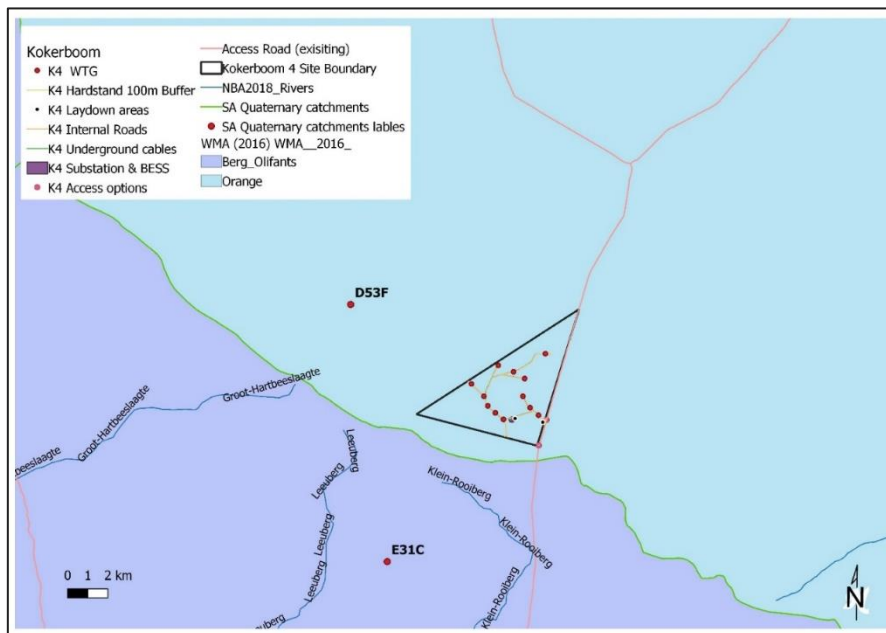 Kokerboom
K4 WTG
K4 Hardstand 100m Buffer
K4 Laydown areas
K4 Internal Roads
K4 Underground cables
K4 Substation & BESS
K4 Access options
Access Road (exisiting)
Kokerboom 4 Site Boundary
NBA2018_Rivers
SA Quaternary catchments
SA Quaternary catchments lables
WMA (2016) WMA__2016_
Berg_Olifants
Orange
D53F
Groot-Hartbeeslaagte
Groot-Hartbeeslaagte
beeslaagte
Leeuberg
Leeuberg
Leeuberg
Leeuberg
Klein-Rooiberg
Klein-Rooiberg
Klein-Rooiberg
E31C
0 1 2 km
N